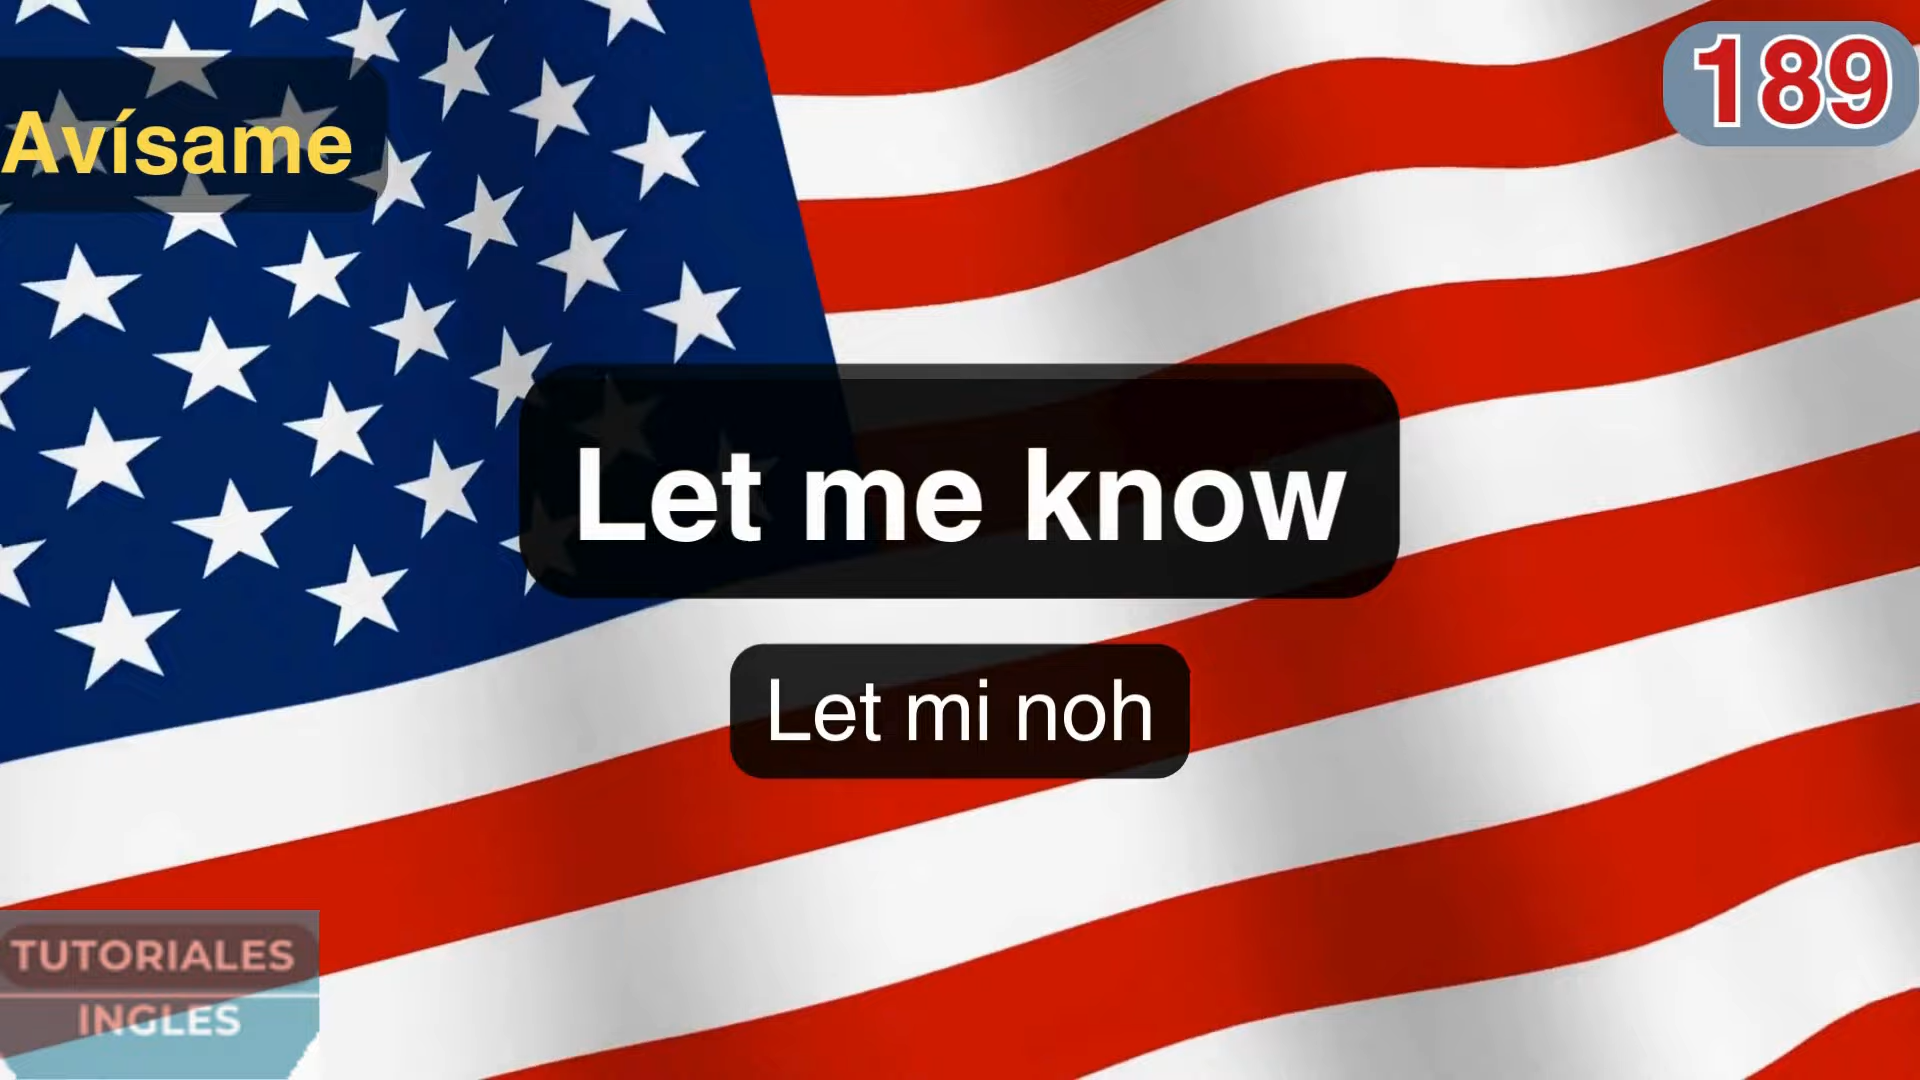 189
Avísame
Let me know
Let mi noh
TUTORIALES
INGLES